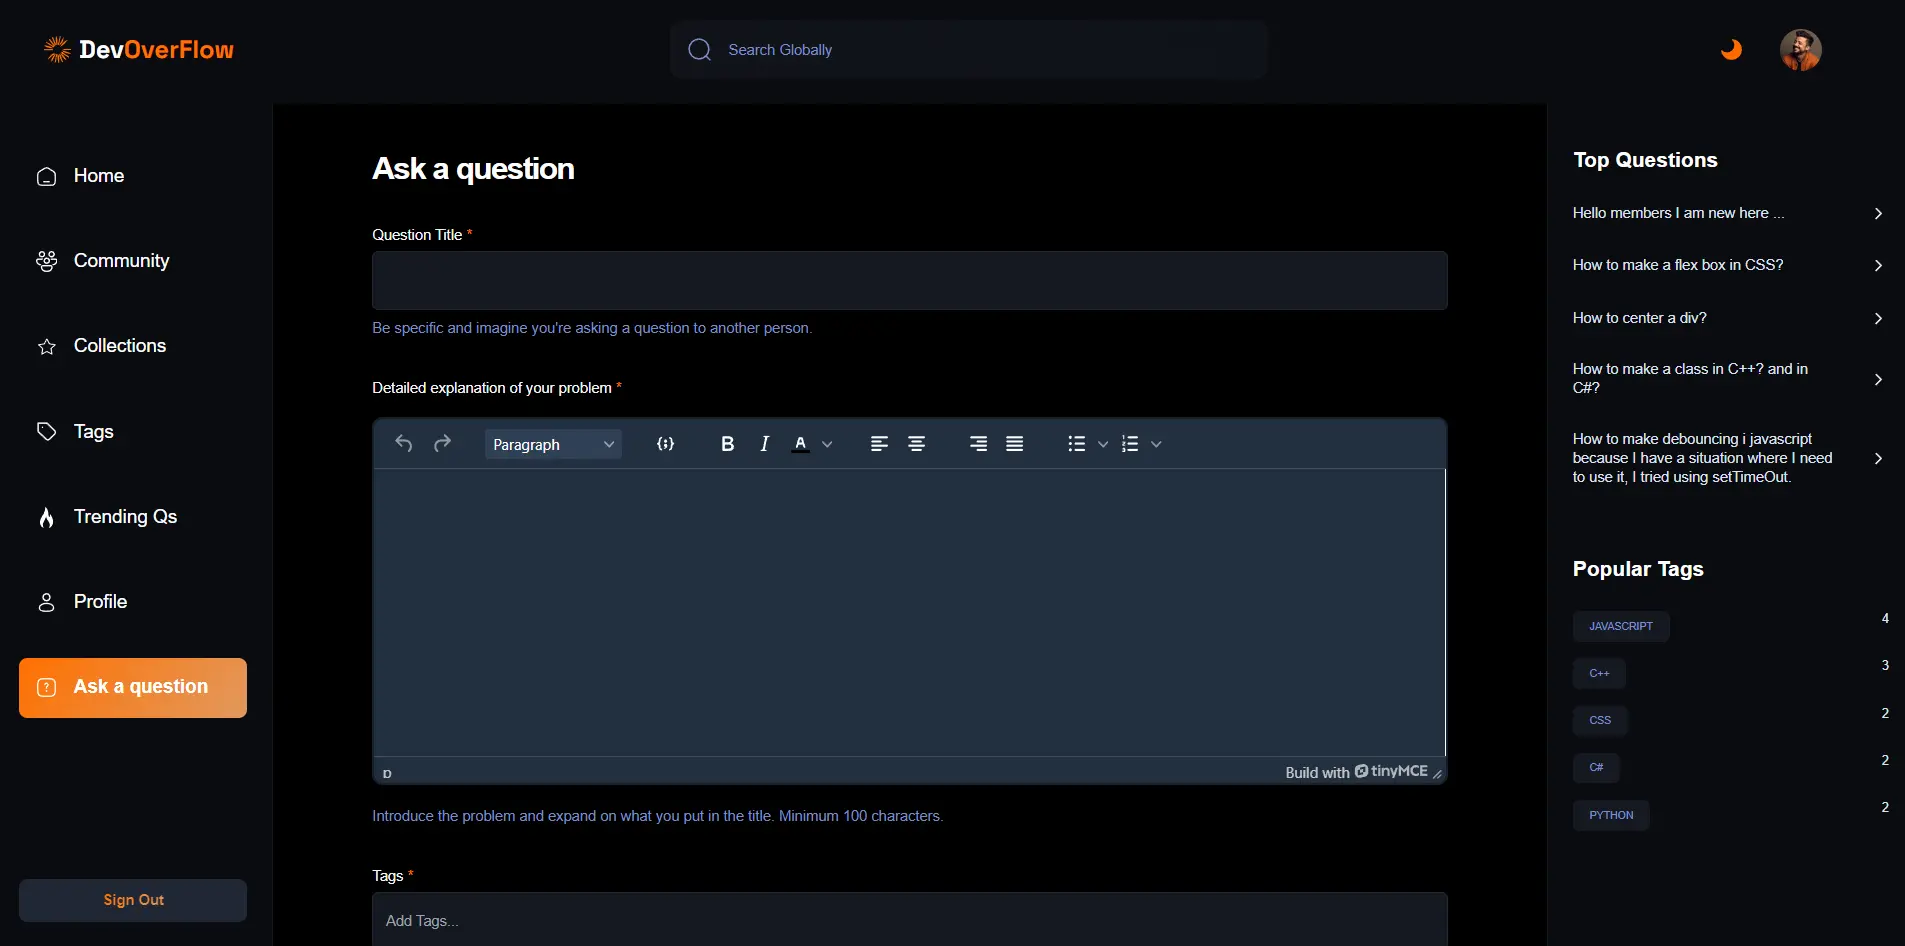 DevOverFlow
Search Globally
Home
Community
Collections
Tags
Trending Qs
Profile
Ask a question
Sign Out
Ask a question
Question Title *
Be specific and imagine you're asking a question to another person.
Detailed explanation of your problem *
Paragraph
B I A
p
Build with tinyMCE
Introduce the problem and expand on what you put in the title. Minimum 100 characters.
Tags *
Add Tags...
Top Questions
Hello members I am new here ...
How to make a flex box in CSS?
How to center a div?
How to make a class in C++? and in
C#?
How to make debouncing i javascript
because I have a situation where I need
to use it, I tried using setTimeOut.
Popular Tags
JAVASCRIPT 4
C++ 3
CSS 2
C# 2
PYTHON 2